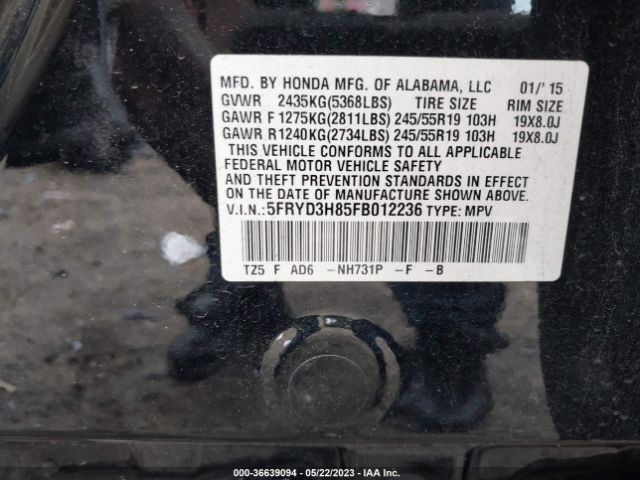 MFD. BY HONDA MFG. OF ALABAMA, LLC 01/'15
GVWR 2435KG(5368LBS) TIRE SIZE RIM SIZE
GAWR F 1275KG(2811LBS) 245/55R19 103H 19X8.0J
GAWR R1240KG(2734LBS) 245/55R19 103H 19X8.0J
THIS VEHICLE CONFORMS TO ALL APPLICABLE
FEDERAL MOTOR VEHICLE SAFETY
AND THEFT PREVENTION STANDARDS IN EFFECT
ON THE DATE OF MANUFACTURE SHOWN ABOVE.
V.I.N.: 5FRYD3H85FB012236 TYPE: MPV
TZ5 F AD6 -NH731P -F -B
000-36639094 - 05/22/2023 - IAA Inc.